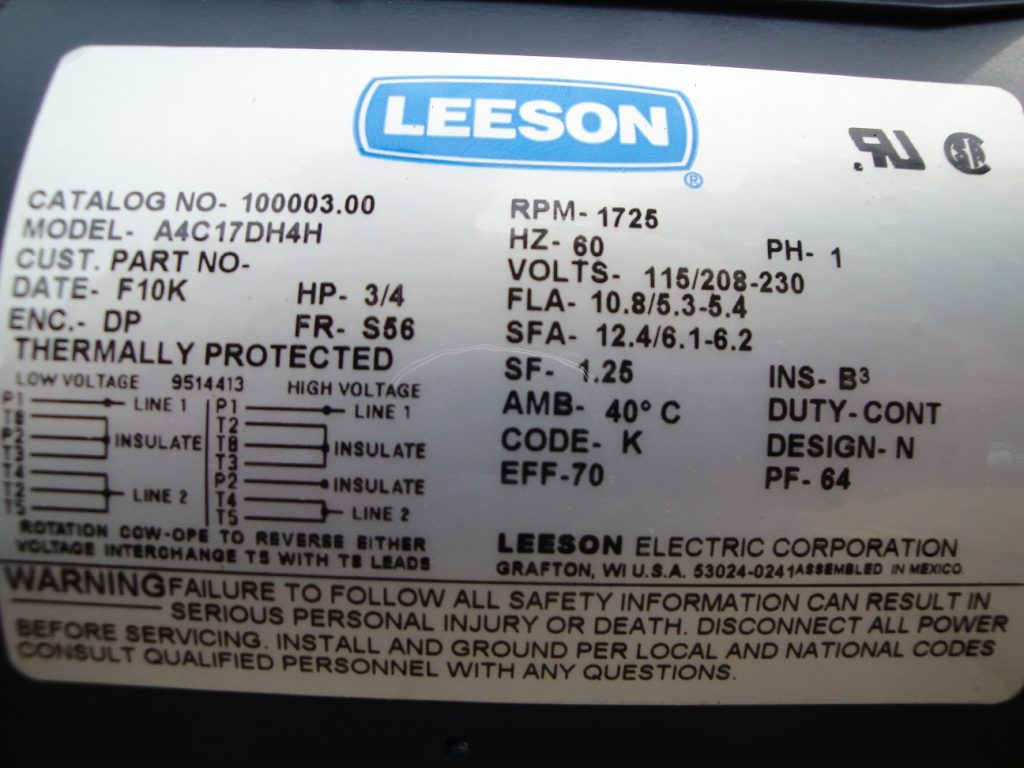 LEESON
®
UR
CATALOG NO- 100003.00
MODEL- A4C17DH4H
CUST. PART NO-
DATE- F10K HP- 3/4
ENC.- DP FR- S56
THERMALLY PROTECTED
RPM- 1725
HZ- 60 PH- 1
VOLTS- 115/208-230
FLA- 10.8/5.3-5.4
SFA- 12.4/6.1-6.2
SF- 1.25 INS- B3
AMB- 40° C DUTY- CONT
CODE- K DESIGN- N
EFF-70 PF- 64
LOW VOLTAGE 9514413 HIGH VOLTAGE
P1 LINE 1
T8
P2 INSULATE
T3
T4
T2 LINE 2
T5
P1 LINE 1
T2
T8 INSULATE
T3
P2 INSULATE
T4 LINE 2
T5
ROTATION CCW-OPE TO REVERSE EITHER
VOLTAGE INTERCHANGE T5 WITH T8 LEADS
LEESON ELECTRIC CORPORATION
GRAFTON, WI U.S.A. 53024-0241 ASSEMBLED IN MEXICO.
WARNING FAILURE TO FOLLOW ALL SAFETY INFORMATION CAN RESULT IN
SERIOUS PERSONAL INJURY OR DEATH. DISCONNECT ALL POWER
BEFORE SERVICING. INSTALL AND GROUND PER LOCAL AND NATIONAL CODES
CONSULT QUALIFIED PERSONNEL WITH ANY QUESTIONS.